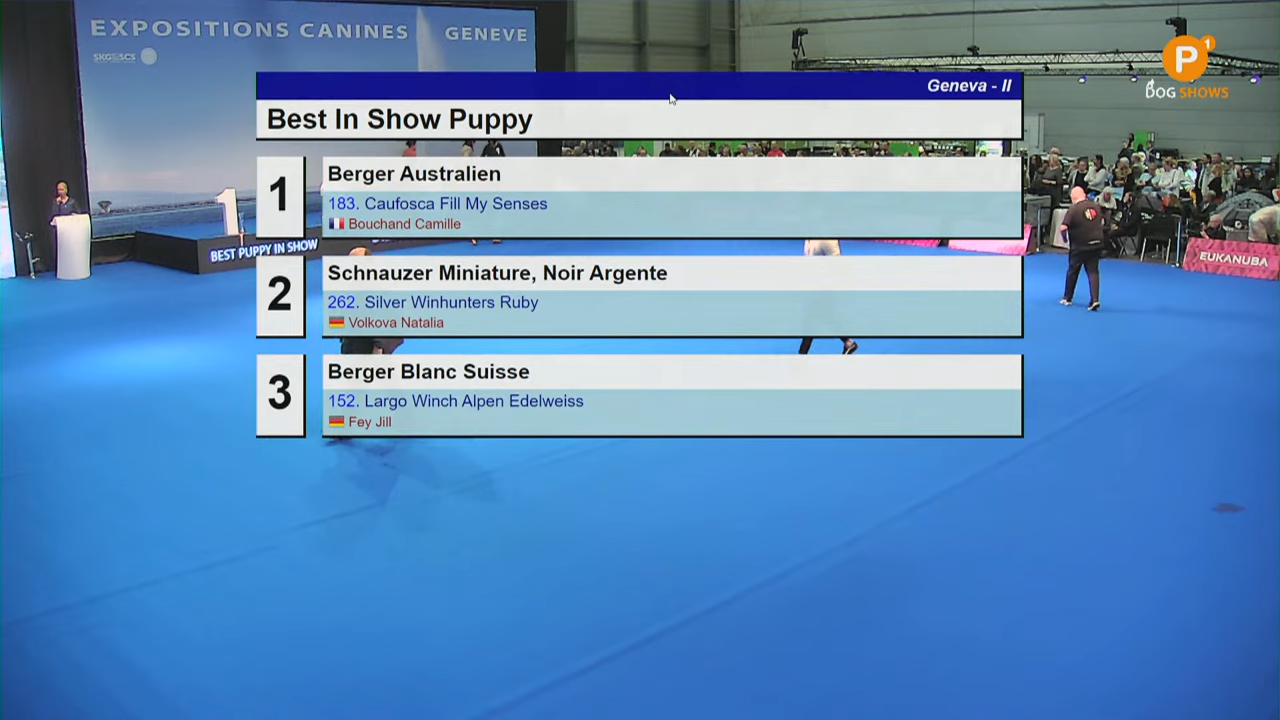 EXPOSITIONS CANINES GENEVE
SKG SCS
P1
DOG SHOWS
Geneva - II
Best In Show Puppy
1
Berger Australien
183. Caufosca Fill My Senses
Bouchand Camille
2
Schnauzer Miniature, Noir Argente
262. Silver Winhunters Ruby
Volkova Natalia
3
Berger Blanc Suisse
152. Largo Winch Alpen Edelweiss
Fey Jill
1
BEST PUPPY IN SHOW
EUKANUBA